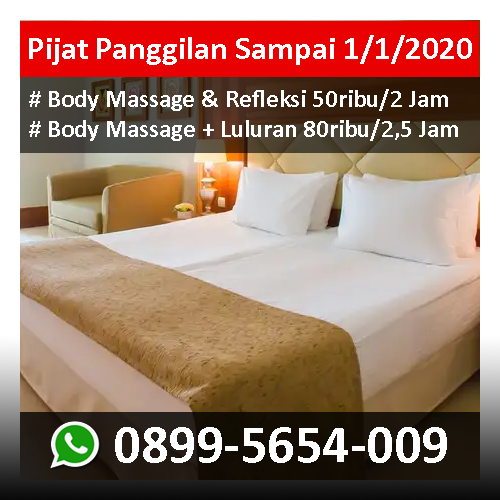 Pijat Panggilan Sampai 1/1/2020
# Body Massage & Refleksi 50ribu/2 Jam
# Body Massage + Luluran 80ribu/2,5 Jam
0899-5654-009